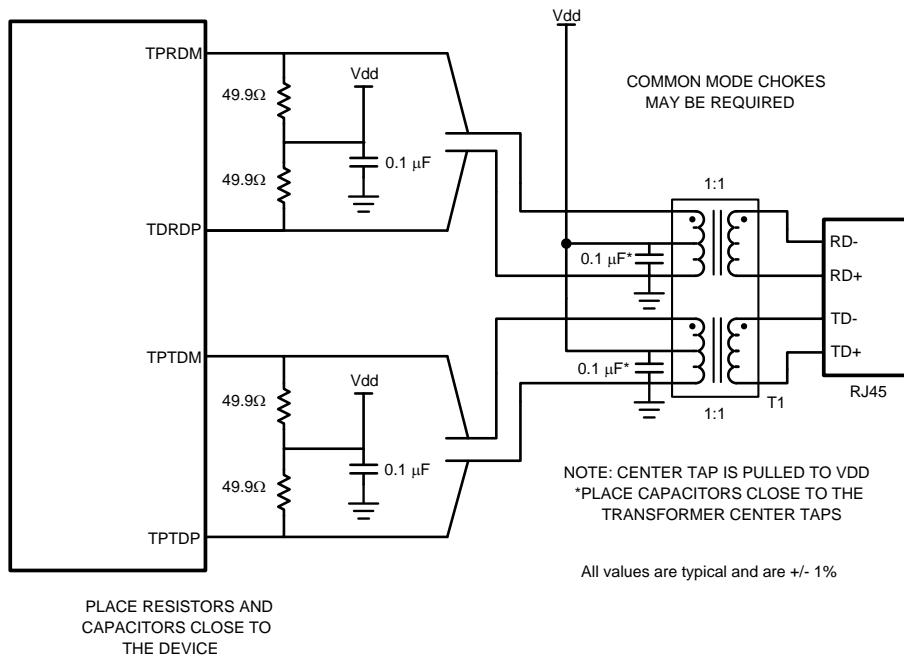 Vdd
TPRDM
49.9Ω
Vdd
0.1 μF
49.9Ω
TDRDP
COMMON MODE CHOKES
MAY BE REQUIRED
1:1
RD-
0.1 μF*
RD+
TD-
TPTDM
TD+
0.1 μF*
RJ45
T1
1:1
49.9Ω
Vdd
0.1 μF
49.9Ω
TPTDP
NOTE: CENTER TAP IS PULLED TO VDD
*PLACE CAPACITORS CLOSE TO THE
TRANSFORMER CENTER TAPS
All values are typical and are +/- 1%
PLACE RESISTORS AND
CAPACITORS CLOSE TO
THE DEVICE